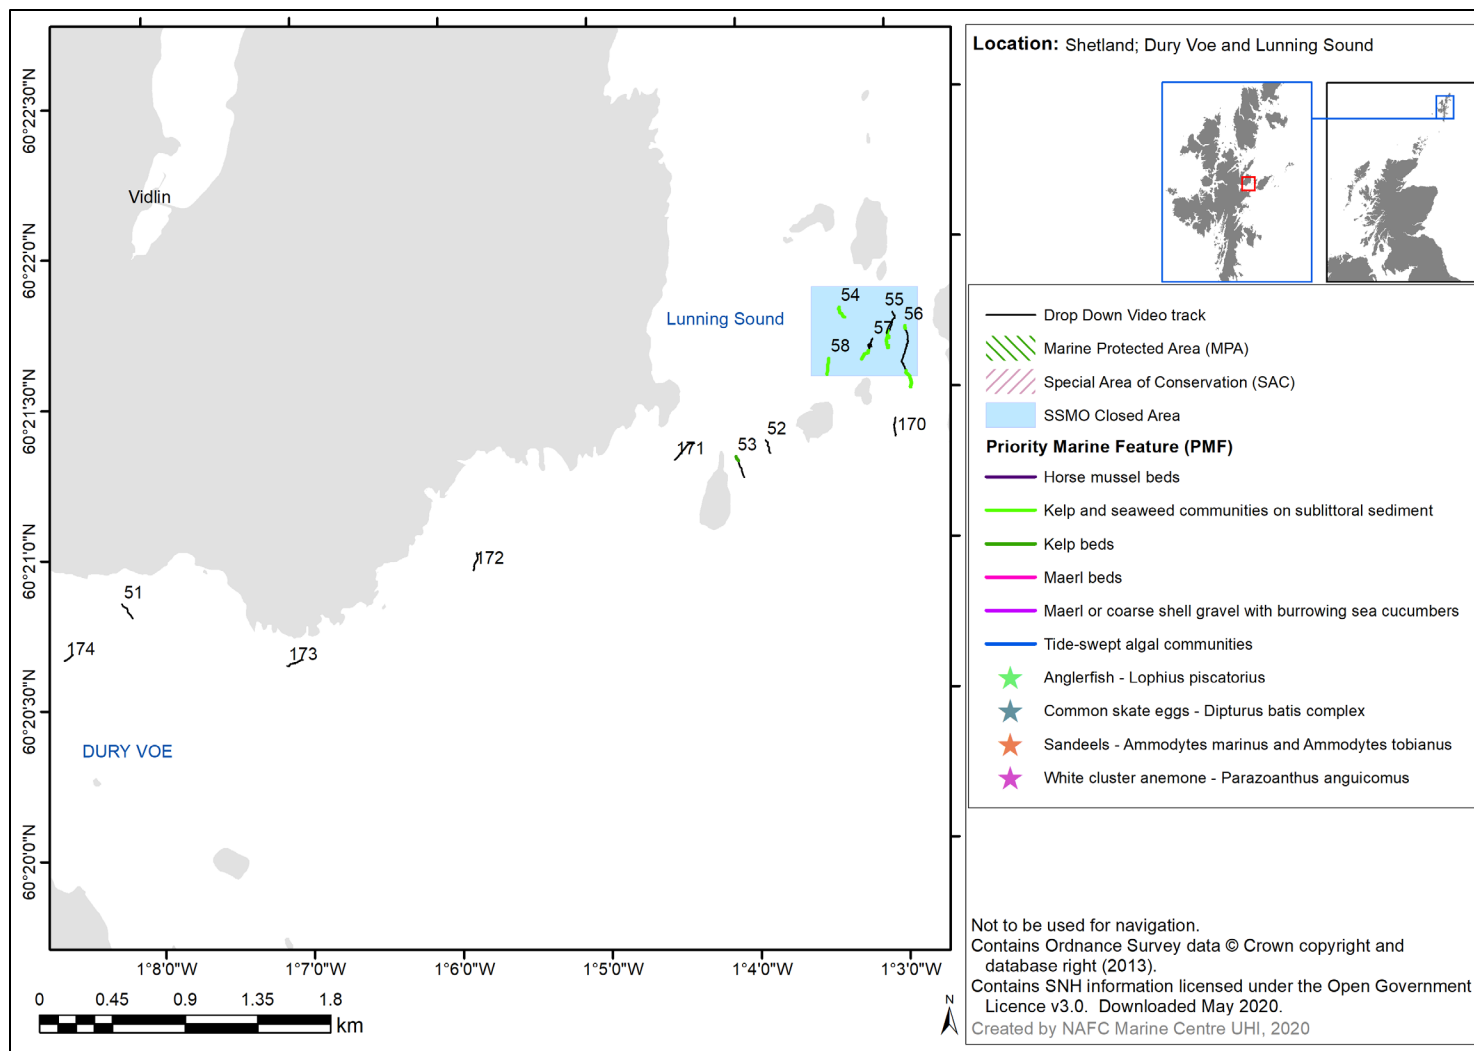 60°22'30"N
60°22'0"N
60°21'30"N
60°21'0"N
60°20'30"N
60°20'0"N
Vidlin
Lunning Sound
54
55
56
57
58
170
52
53
171
172
51
174
173
DURY VOE
1°8'0"W
1°7'0"W
1°6'0"W
1°5'0"W
1°4'0"W
1°3'0"W
0 0.45 0.9 1.35 1.8
km
N
Location: Shetland; Dury Voe and Lunning Sound
Drop Down Video track
Marine Protected Area (MPA)
Special Area of Conservation (SAC)
SSMO Closed Area
Priority Marine Feature (PMF)
Horse mussel beds
Kelp and seaweed communities on sublittoral sediment
Kelp beds
Maerl beds
Maerl or coarse shell gravel with burrowing sea cucumbers
Tide-swept algal communities
Anglerfish - Lophius piscatorius
Common skate eggs - Dipturus batis complex
Sandeels - Ammodytes marinus and Ammodytes tobianus
White cluster anemone - Parazoanthus anguicomus
Not to be used for navigation.
Contains Ordnance Survey data © Crown copyright and
database right (2013).
Contains SNH information licensed under the Open Government
Licence v3.0. Downloaded May 2020.
Created by NAFC Marine Centre UHI, 2020